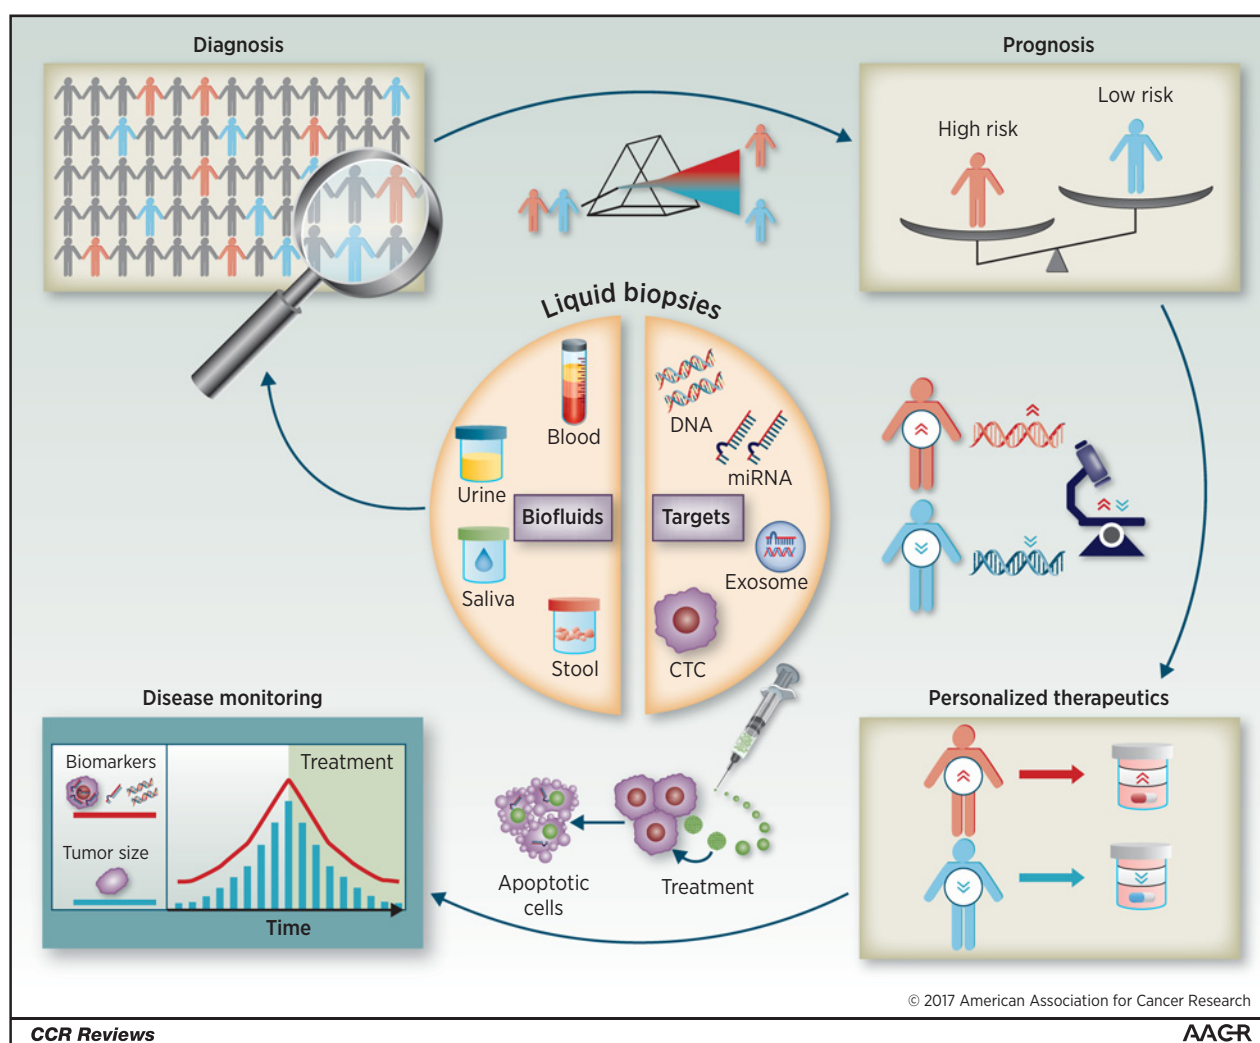 Diagnosis
Prognosis
High risk
Low risk
Liquid biopsies
Blood
Urine
Biofluids
Saliva
Stool
DNA
miRNA
Targets
Exosome
CTC
Disease monitoring
Biomarkers
Treatment
Tumor size
Time
Apoptotic
cells
Treatment
Personalized therapeutics
© 2017 American Association for Cancer Research
CCR Reviews
AACR